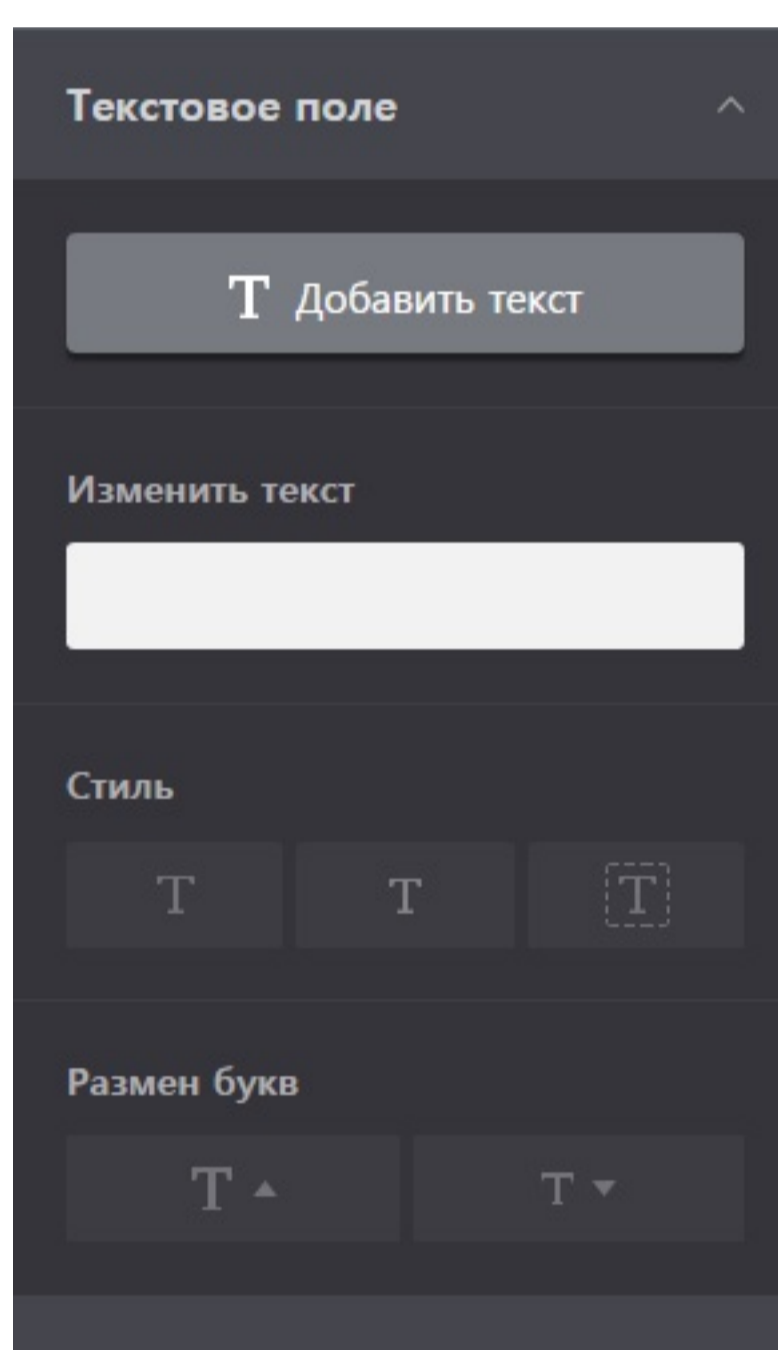 Текстовое поле
T Добавить текст
Изменить текст
Стиль
T T T
Размен букв
T T